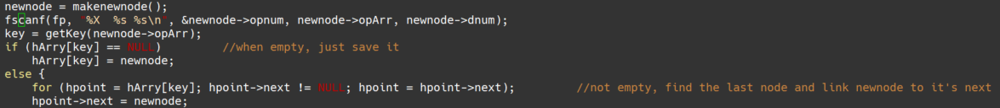 newnode = makenewnode();
fscanf(fp, "%X  %s %s\n", &newnode->opnum, newnode->opArr, newnode->dnum);
key = getKey(newnode->opArr);
if (hArry[key] == NULL)         //when empty, just save it
    hArry[key] = newnode;
else {
    for (hpoint = hArry[key]; hpoint->next != NULL; hpoint = hpoint->next);         //not empty, find the last node and link newnode to it's next
    hpoint->next = newnode;